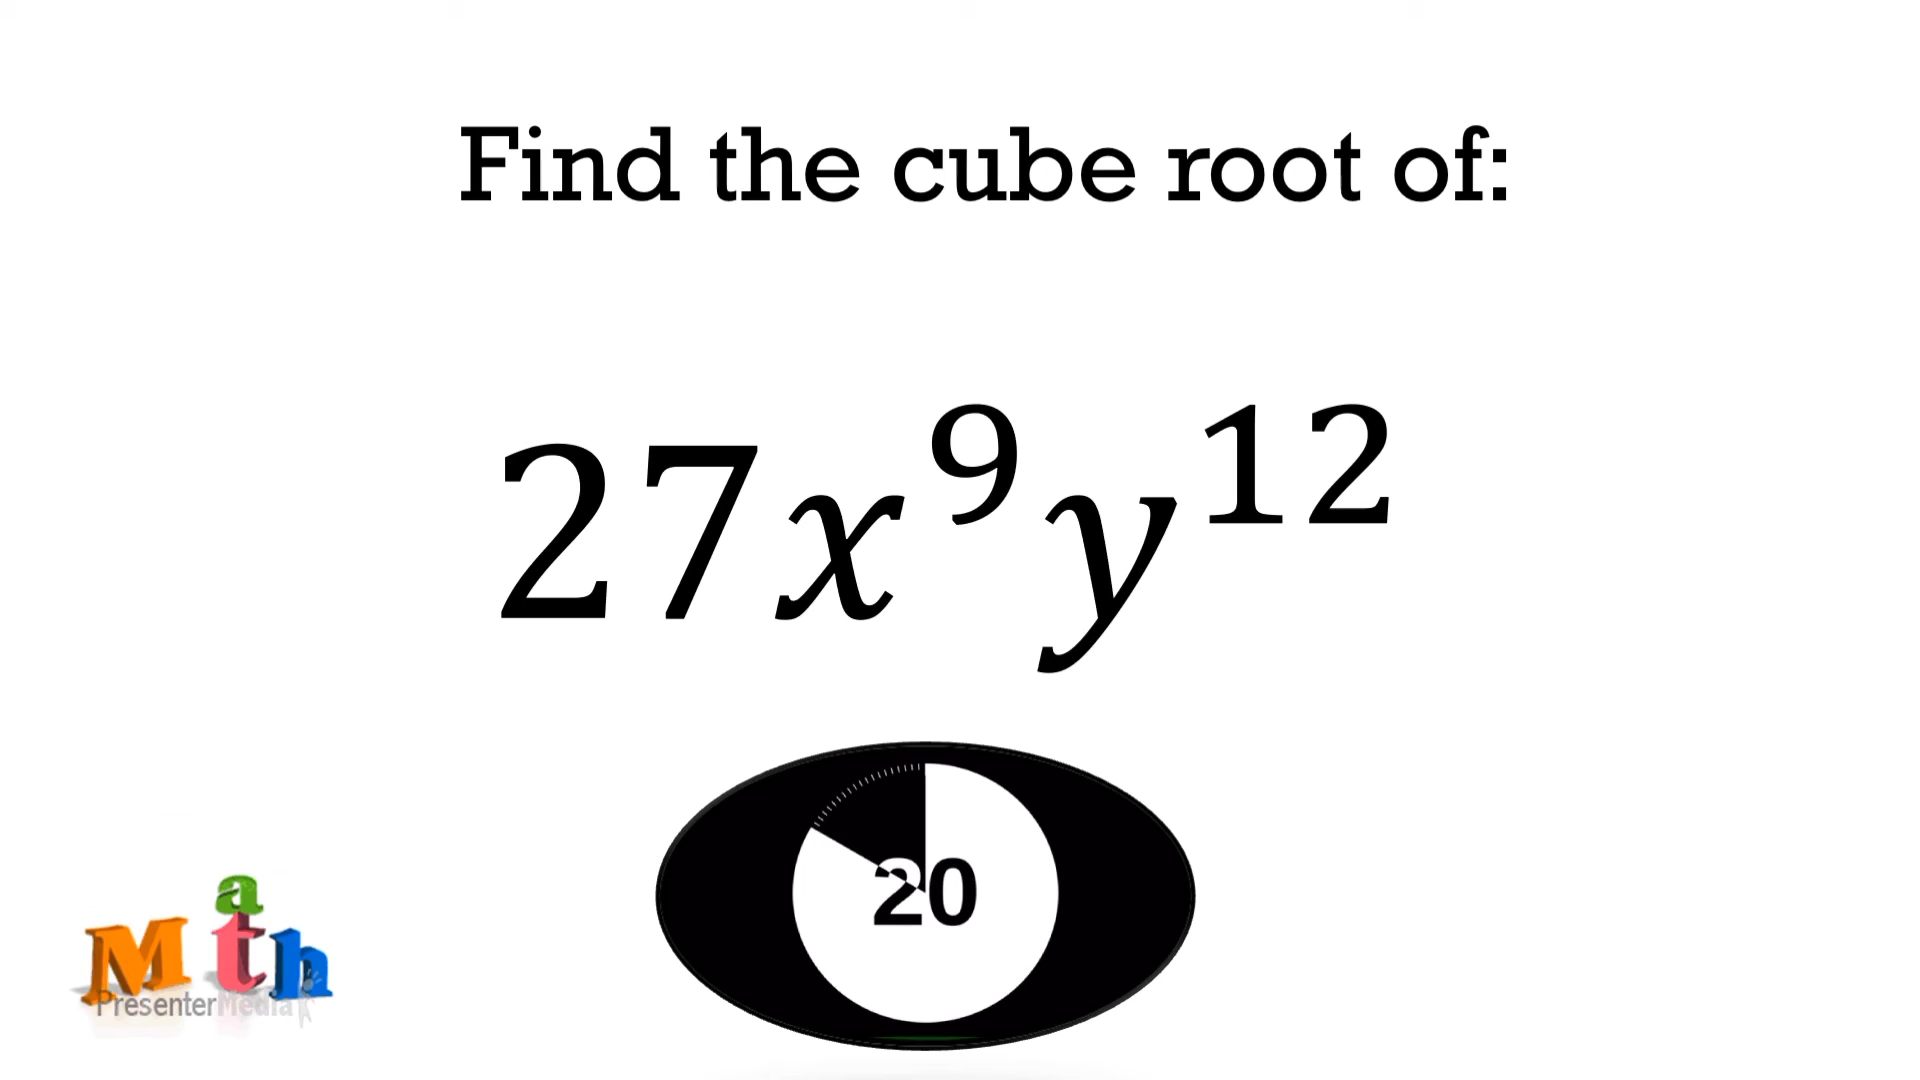 Find the cube root of:
27x⁹y¹²
20
Math
PresenterMedia